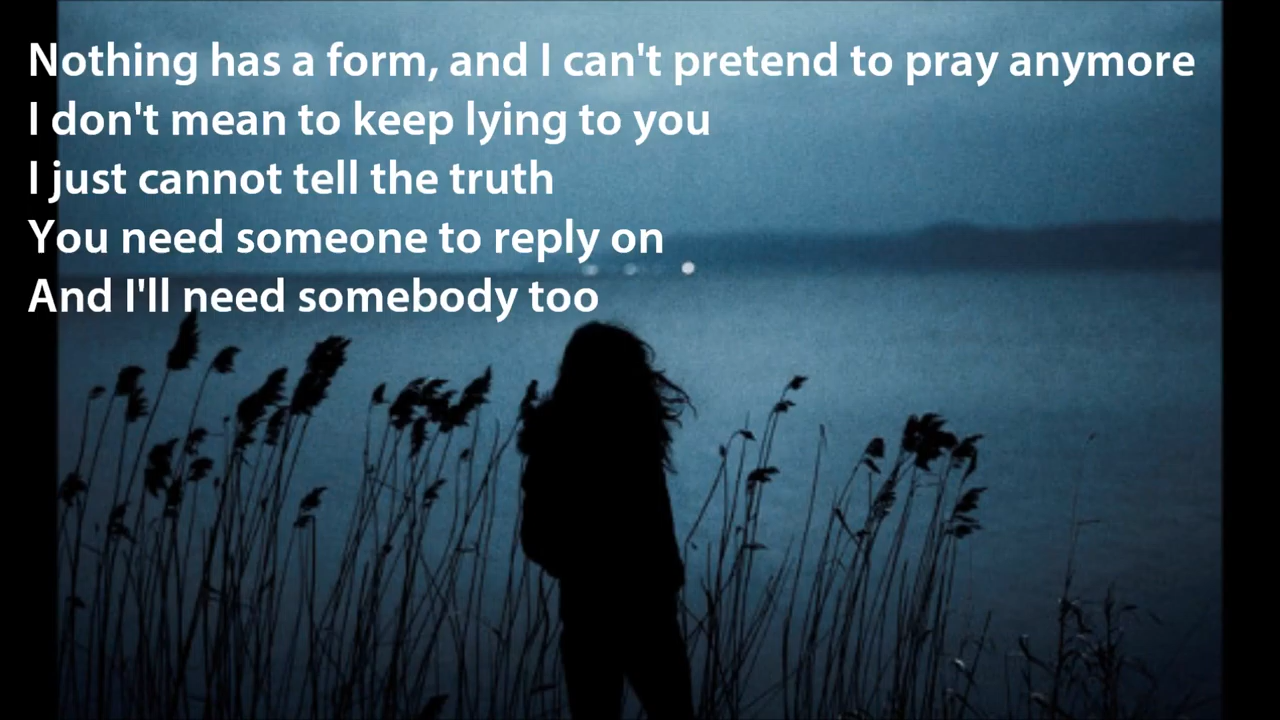 Nothing has a form, and I can't pretend to pray anymore
I don't mean to keep lying to you
I just cannot tell the truth
You need someone to reply on
And I'll need somebody too